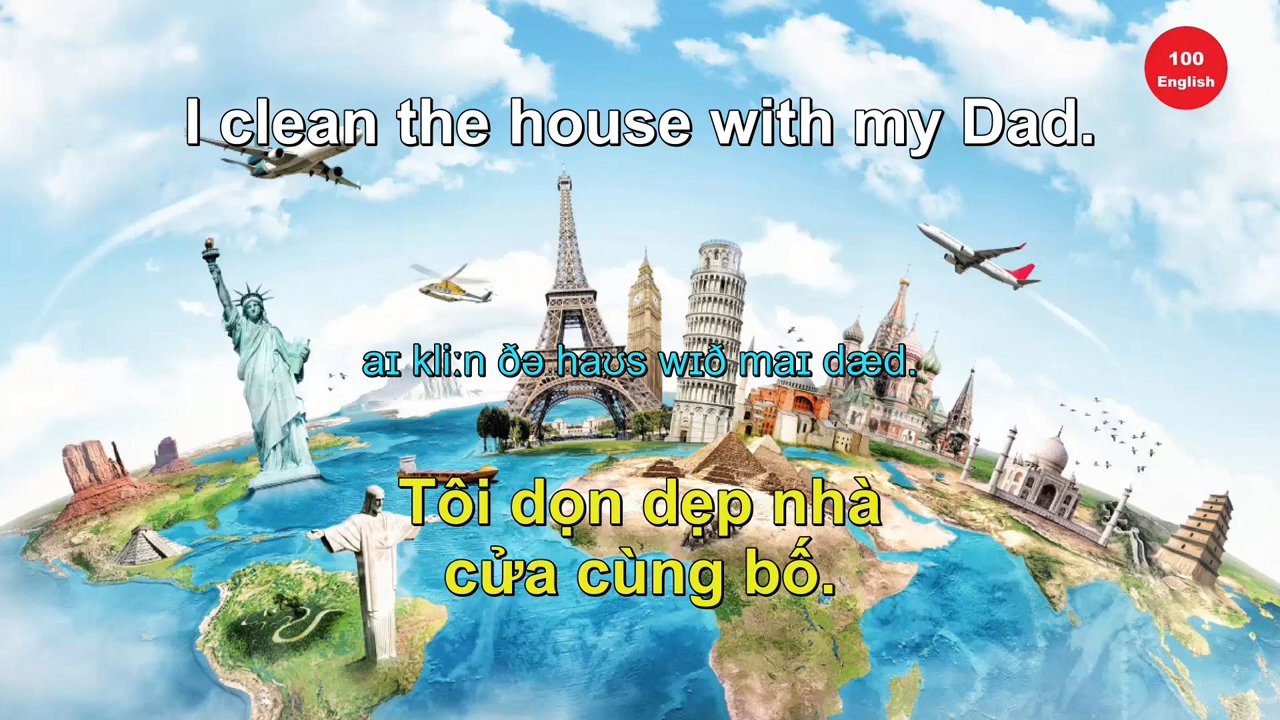 100
English
I clean the house with my Dad.
aɪ kliːn ðə haʊs wɪð maɪ dæd.
Tôi dọn dẹp nhà
cửa cùng bố.